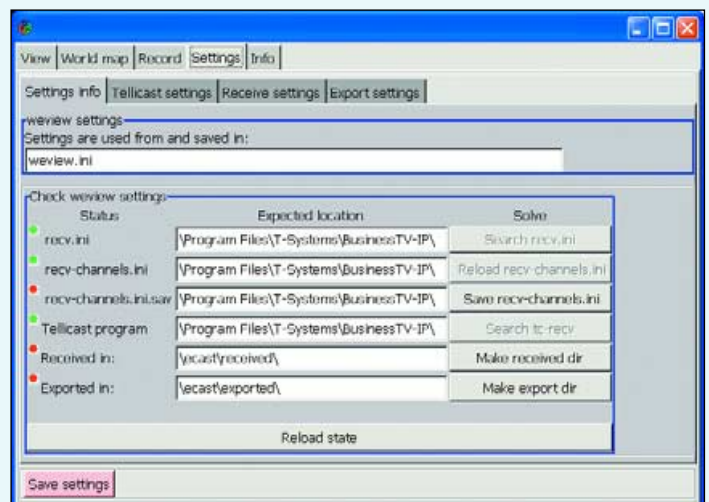 View World map Record Settings Info
Settings info Tellicast settings Receive settings Export settings
weview settings
Settings are used from and saved in:
weview.ini
Check weview settings
Status Expected location Solve
recv.ini \Program Files\T-Systems\BusinessTV-IP\ Search recv.ini
recv-channels.ini \Program Files\T-Systems\BusinessTV-IP\ Reload recv-channels.ini
recv-channels.ini.sav \Program Files\T-Systems\BusinessTV-IP\ Save recv-channels.ini
Tellicast program \Program Files\T-Systems\BusinessTV-IP\ Search tc-recv
Received in: \ecast\received\ Make received dir
Exported in: \ecast\exported\ Make export dir
Reload state
Save settings